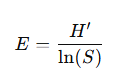 E = H′ / ln(S)